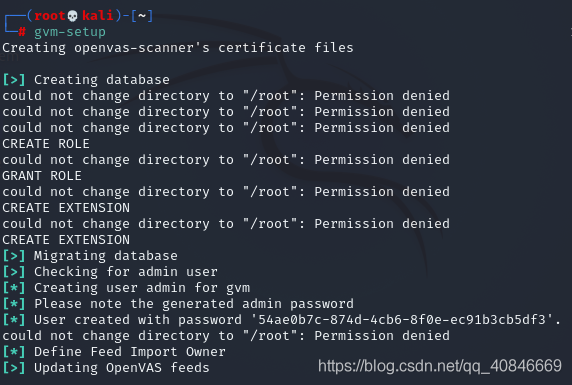 ┌──(root💀kali)-[~]
└─# gvm-setup
Creating openvas-scanner's certificate files
[>] Creating database
could not change directory to "/root": Permission denied
could not change directory to "/root": Permission denied
could not change directory to "/root": Permission denied
CREATE ROLE
could not change directory to "/root": Permission denied
GRANT ROLE
could not change directory to "/root": Permission denied
CREATE EXTENSION
could not change directory to "/root": Permission denied
CREATE EXTENSION
[>] Migrating database
[>] Checking for admin user
[*] Creating user admin for gvm
[*] Please note the generated admin password
[*] User created with password '54ae0b7c-874d-4cb6-8f0e-ec91b3cb5df3'.
could not change directory to "/root": Permission denied
[*] Define Feed Import Owner
[>] Updating OpenVAS feeds
https://blog.csdn.net/qq_40846669